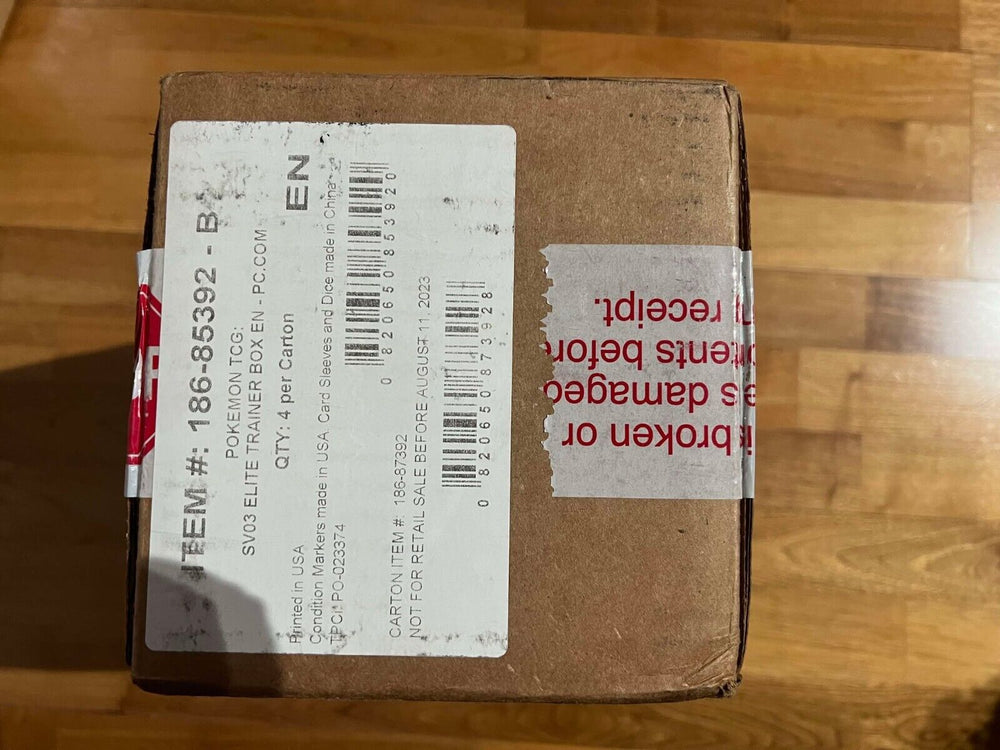 ITEM #: 186-85392 - B
POKEMON TCG:
SV03 ELITE TRAINER BOX EN - PC.COM
QTY: 4 per Carton
EN
Printed in USA
Condition Markers made in USA. Card Sleeves and Dice made in China
TPCi: PO-023374
0 820650 853920
CARTON ITEM #: 186-87392
NOT FOR RETAIL SALE BEFORE AUGUST 11, 2023
0 820650 873928
is broken or
es damaged
tents befor
receipt.